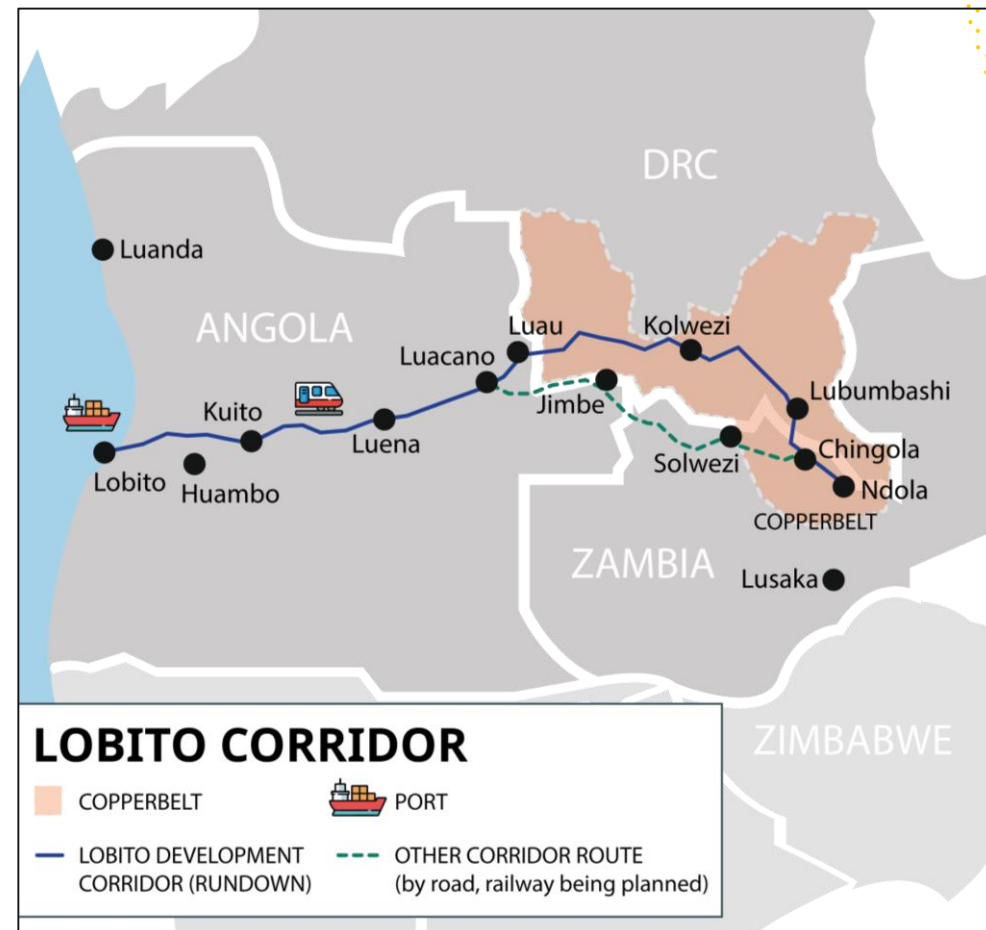 DRC
Luanda
ANGOLA
Luau
Kolwezi
Luacano
Jimbe
Lubumbashi
Kuito
Luena
Solwezi
Chingola
Lobito
Huambo
Ndola
COPPERBELT
ZAMBIA
Lusaka
ZIMBABWE
LOBITO CORRIDOR
COPPERBELT
PORT
LOBITO DEVELOPMENT
CORRIDOR (RUNDOWN)
OTHER CORRIDOR ROUTE
(by road, railway being planned)